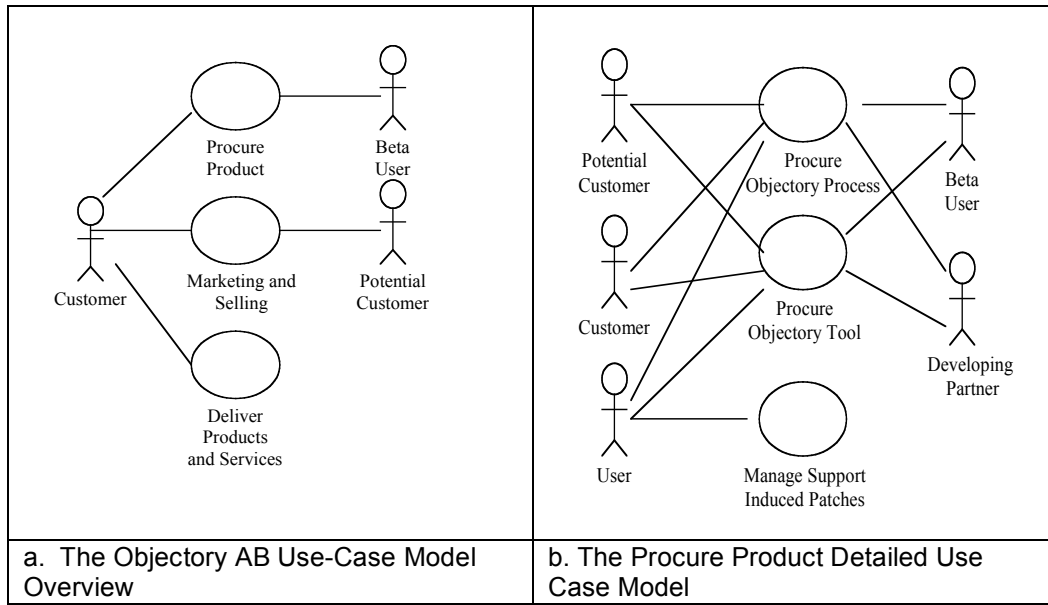 Procure
Product
Beta
User
Customer
Marketing and
Selling
Potential
Customer
Deliver
Products
and Services
Potential
Customer
Procure
Objectory Process
Beta
User
Customer
Procure
Objectory Tool
Developing
Partner
User
Manage Support
Induced Patches
a. The Objectory AB Use-Case Model
Overview
b. The Procure Product Detailed Use
Case Model